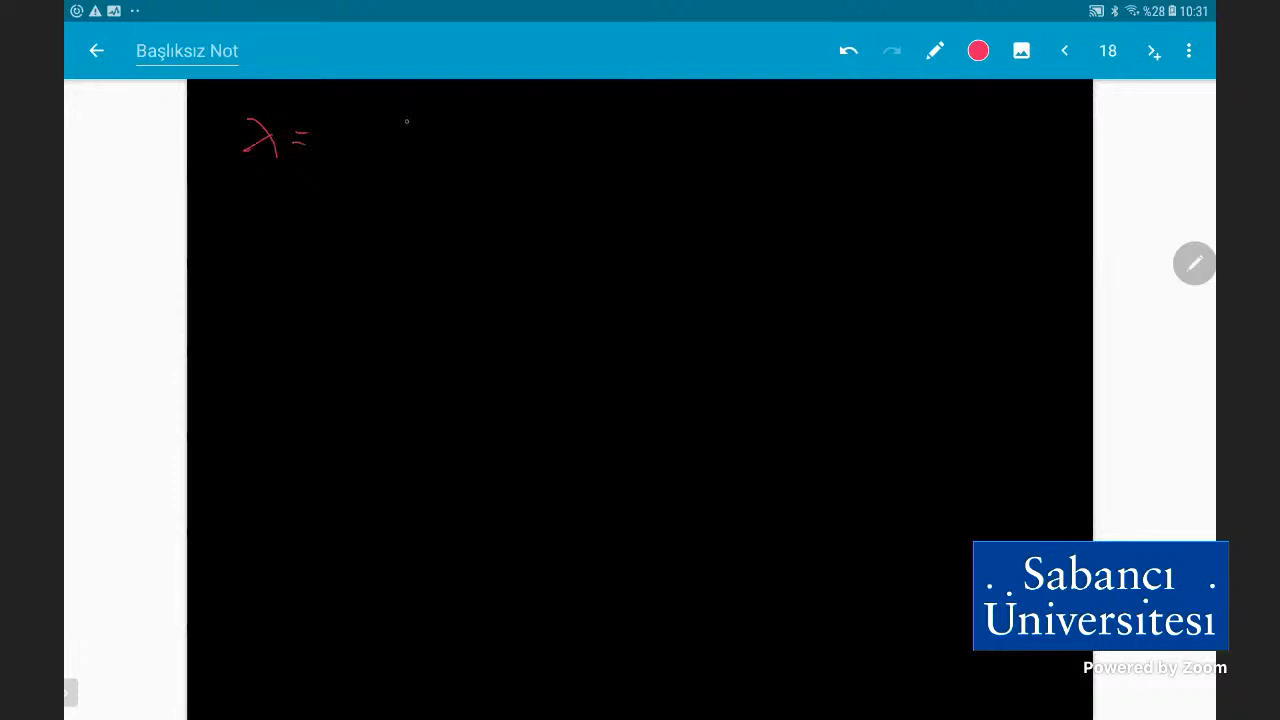 %28 10:31
Başlıksız Not
18
λ =
Sabancı
Üniversitesi
Powered by Zoom